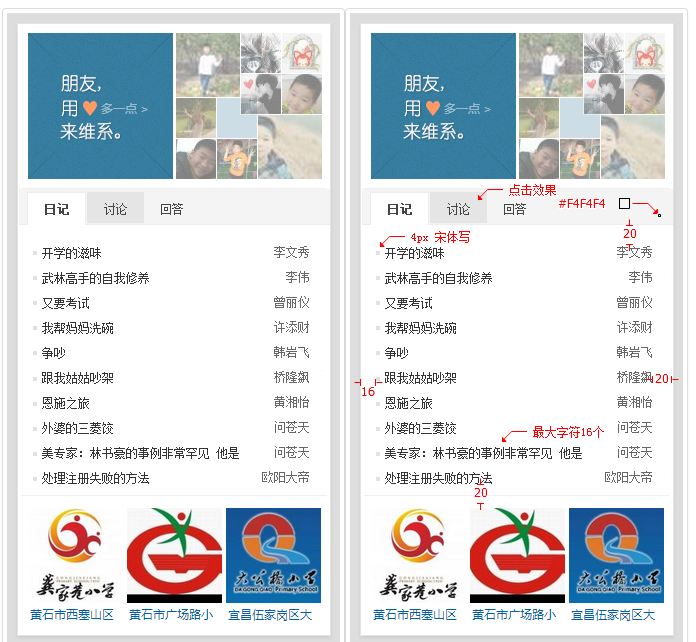 朋友,
用 多一点 >
来维系。
日记 讨论 回答
开学的滋味 李文秀
武林高手的自我修养 李伟
又要考试 曾丽仪
我帮妈妈洗碗 许添财
争吵 韩岩飞
跟我姑姑吵架 桥隆飙
恩施之旅 黄湘怡
外婆的三菱饺 问苍天
美专家：林书豪的事例非常罕见 他是 问苍天
处理注册失败的方法 欧阳大帝
龚家巷小学
GONGJIAXIANG
PRIMARY SCHOOL
大公桥小学
DA GONG QIAO Primary School
黄石市西塞山区 黄石市广场路小 宜昌伍家岗区大
朋友,
用 多一点 >
来维系。
点击效果
日记 讨论 回答 #F4F4F4
20
4px 宋体写
开学的滋味 李文秀
武林高手的自我修养 李伟
又要考试 曾丽仪
我帮妈妈洗碗 许添财
争吵 韩岩飞
跟我姑姑吵架 桥隆飙 20
16
恩施之旅 黄湘怡
外婆的三菱饺 问苍天
最大字符16个
美专家：林书豪的事例非常罕见 他是 问苍天
处理注册失败的方法 欧阳大帝
20
龚家巷小学
GONGJIAXIANG
PRIMARY SCHOOL
大公桥小学
DA GONG QIAO Primary School
黄石市西塞山区 黄石市广场路小 宜昌伍家岗区大